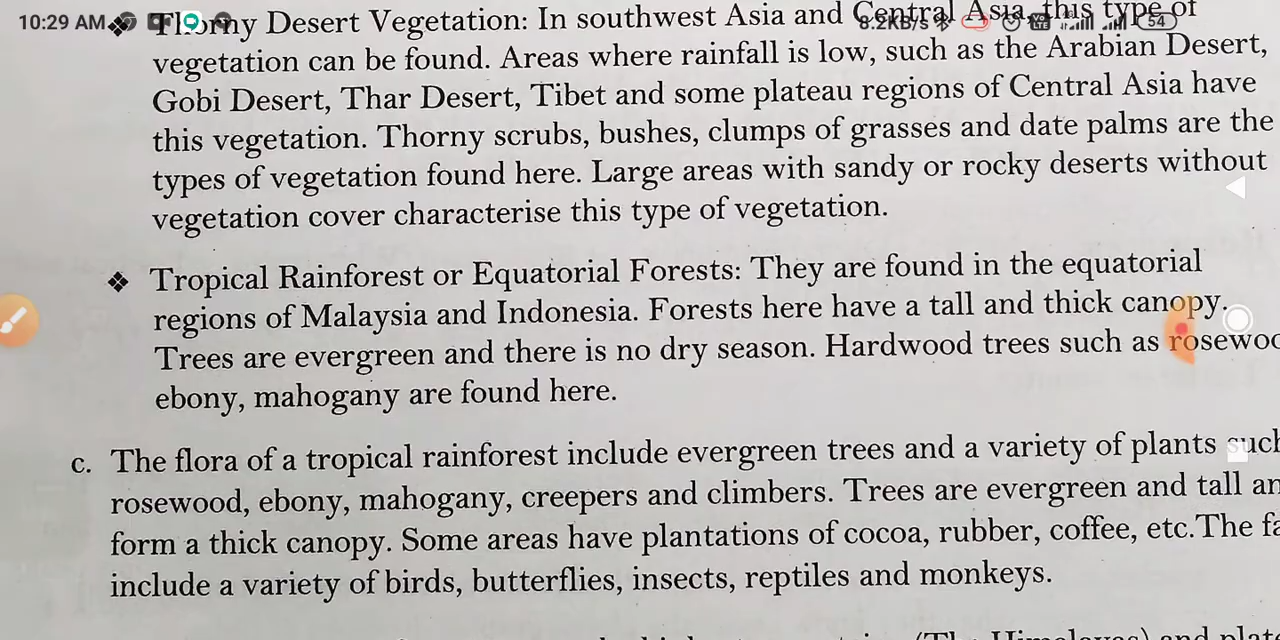 10:29 AM 8.2KB/s 54
❖ Thorny Desert Vegetation: In southwest Asia and Central Asia, this type of
vegetation can be found. Areas where rainfall is low, such as the Arabian Desert,
Gobi Desert, Thar Desert, Tibet and some plateau regions of Central Asia have
this vegetation. Thorny scrubs, bushes, clumps of grasses and date palms are the
types of vegetation found here. Large areas with sandy or rocky deserts without
vegetation cover characterise this type of vegetation.
❖ Tropical Rainforest or Equatorial Forests: They are found in the equatorial
regions of Malaysia and Indonesia. Forests here have a tall and thick canopy.
Trees are evergreen and there is no dry season. Hardwood trees such as
ebony, mahogany are found here.
c. The flora of a tropical rainforest include evergreen trees and a variety of plants such
rosewood, ebony, mahogany, creepers and climbers. Trees are evergreen and tall
form a thick canopy. Some areas have plantations of cocoa, rubber, coffee, etc. The
include a variety of birds, butterflies, insects, reptiles and monkeys.